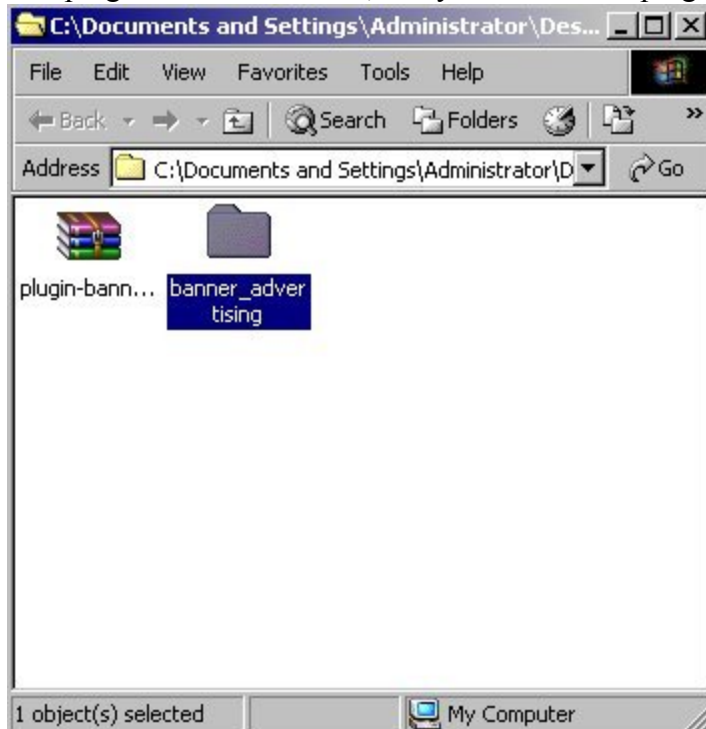 C:\Documents and Settings\Administrator\Des...
File Edit View Favorites Tools Help
Back Search Folders »
Address C:\Documents and Settings\Administrator\D Go
plugin-bann... banner_adver
tising
1 object(s) selected My Computer